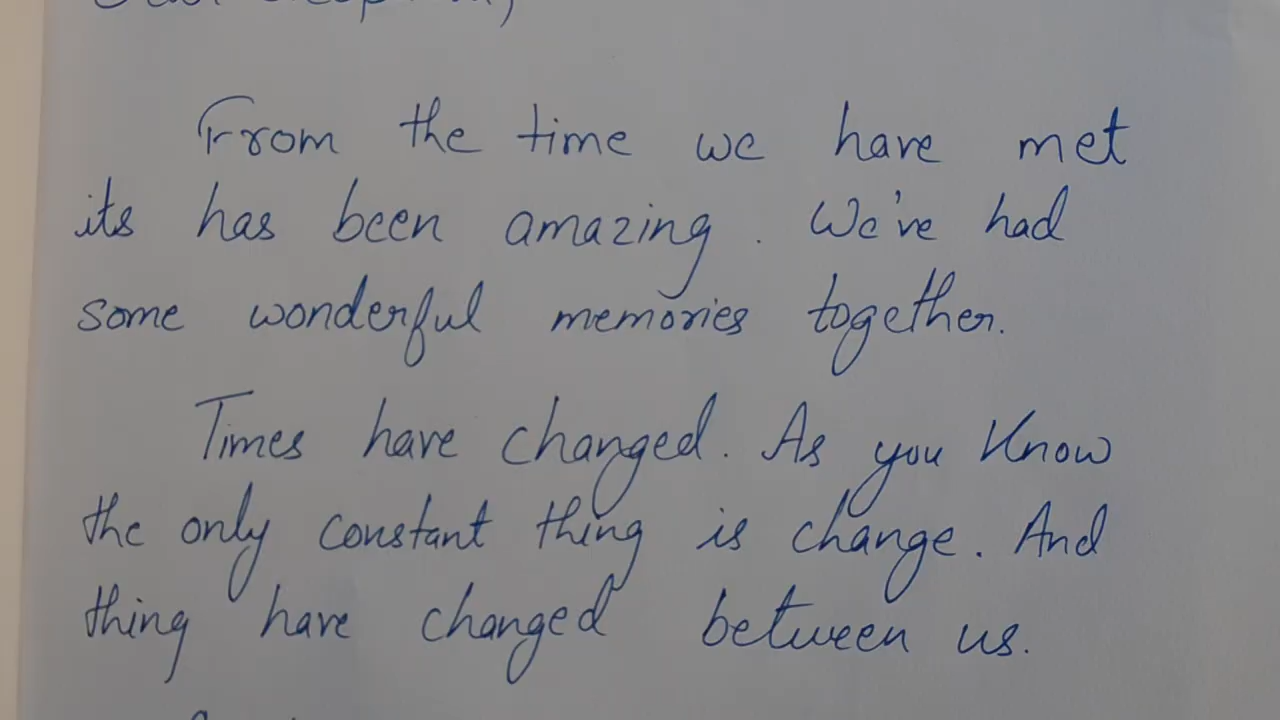 From the time we have met
its has been amazing. We've had
some wonderful memories together.
Times have changed. As you know
the only constant thing is change. And
thing have changed between us.